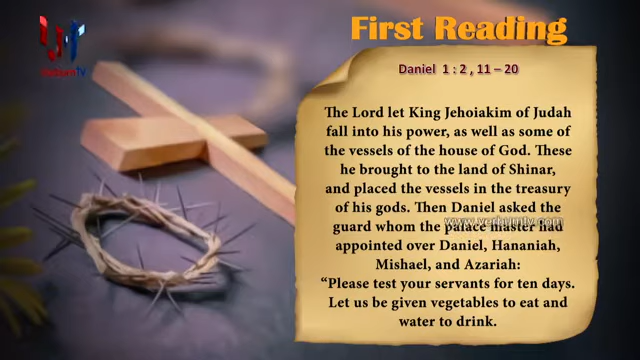 First Reading
Daniel 1 : 2 , 11 – 20
The Lord let King Jehoiakim of Judah
fall into his power, as well as some of
the vessels of the house of God. These
he brought to the land of Shinar,
and placed the vessels in the treasury
of his gods. Then Daniel asked the
www.verbumtv.com
guard whom the palace master had
appointed over Daniel, Hananiah,
Mishael, and Azariah:
“Please test your servants for ten days.
Let us be given vegetables to eat and
water to drink.